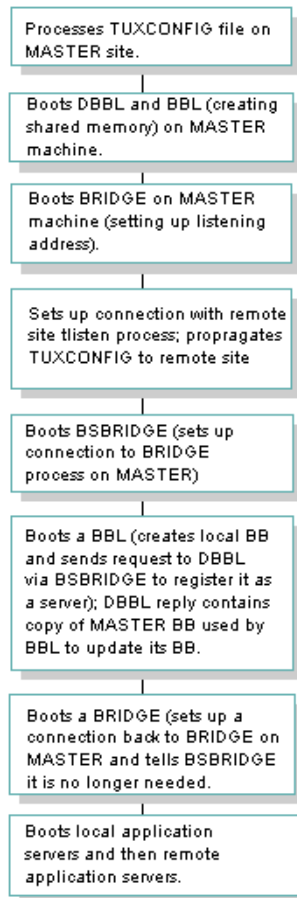 Processes TUXCONFIG file on
MASTER site.
Boots DBBL and BBL (creating
shared memory) on MASTER
machine.
Boots BRIDGE on MASTER
machine (setting up listening
address).
Sets up connection with remote
site tlisten process; propragates
TUXCONFIG to remote site
Boots BSBRIDGE (sets up
connection to BRIDGE
process on MASTER)
Boots a BBL (creates local BB
and sends request to DBBL
via BSBRIDGE to register it as
a server); DBBL reply contains
copy of MASTER BB used by
BBL to update its BB.
Boots a BRIDGE (sets up a
connection back to BRIDGE on
MASTER and tells BSBRIDGE
it is no longer needed.
Boots local application
servers and then remote
application servers.